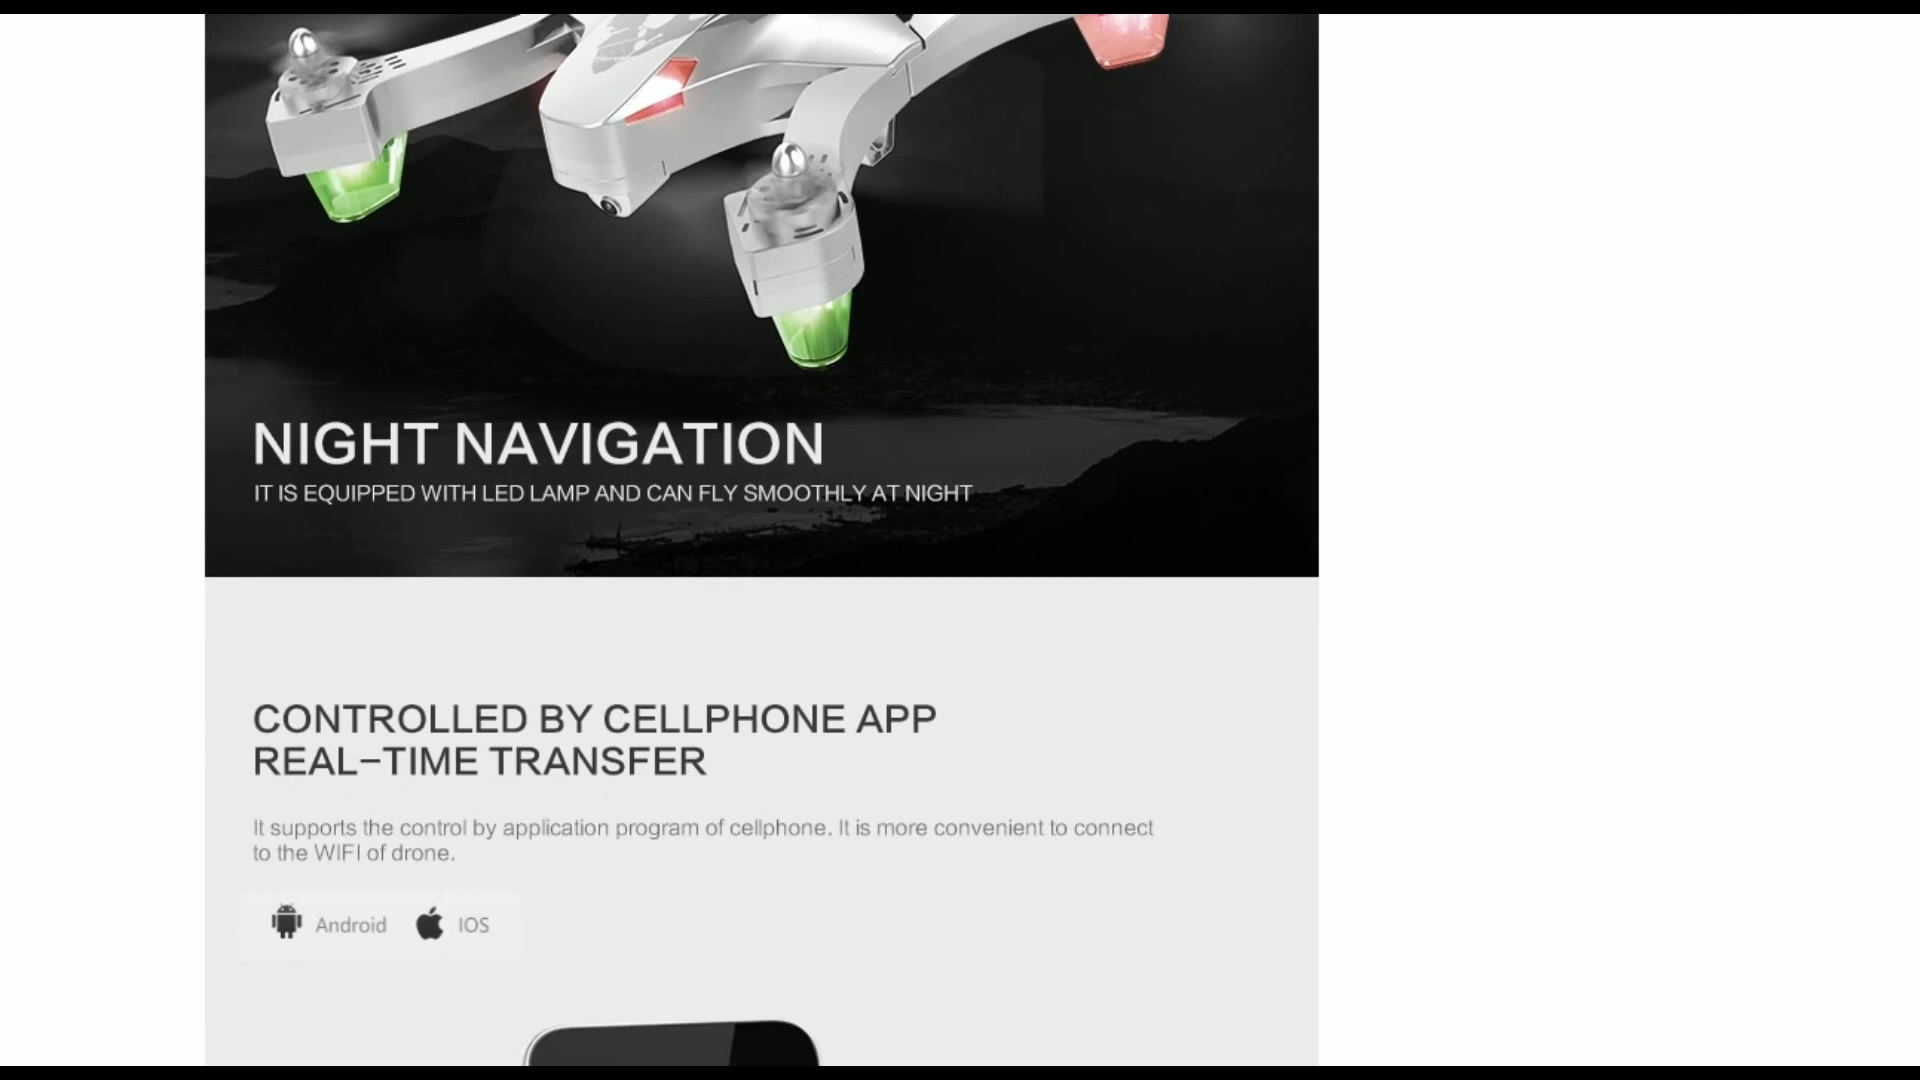 NIGHT NAVIGATION
IT IS EQUIPPED WITH LED LAMP AND CAN FLY SMOOTHLY AT NIGHT
CONTROLLED BY CELLPHONE APP
REAL-TIME TRANSFER
It supports the control by application program of cellphone. It is more convenient to connect
to the WIFI of drone.
Android IOS